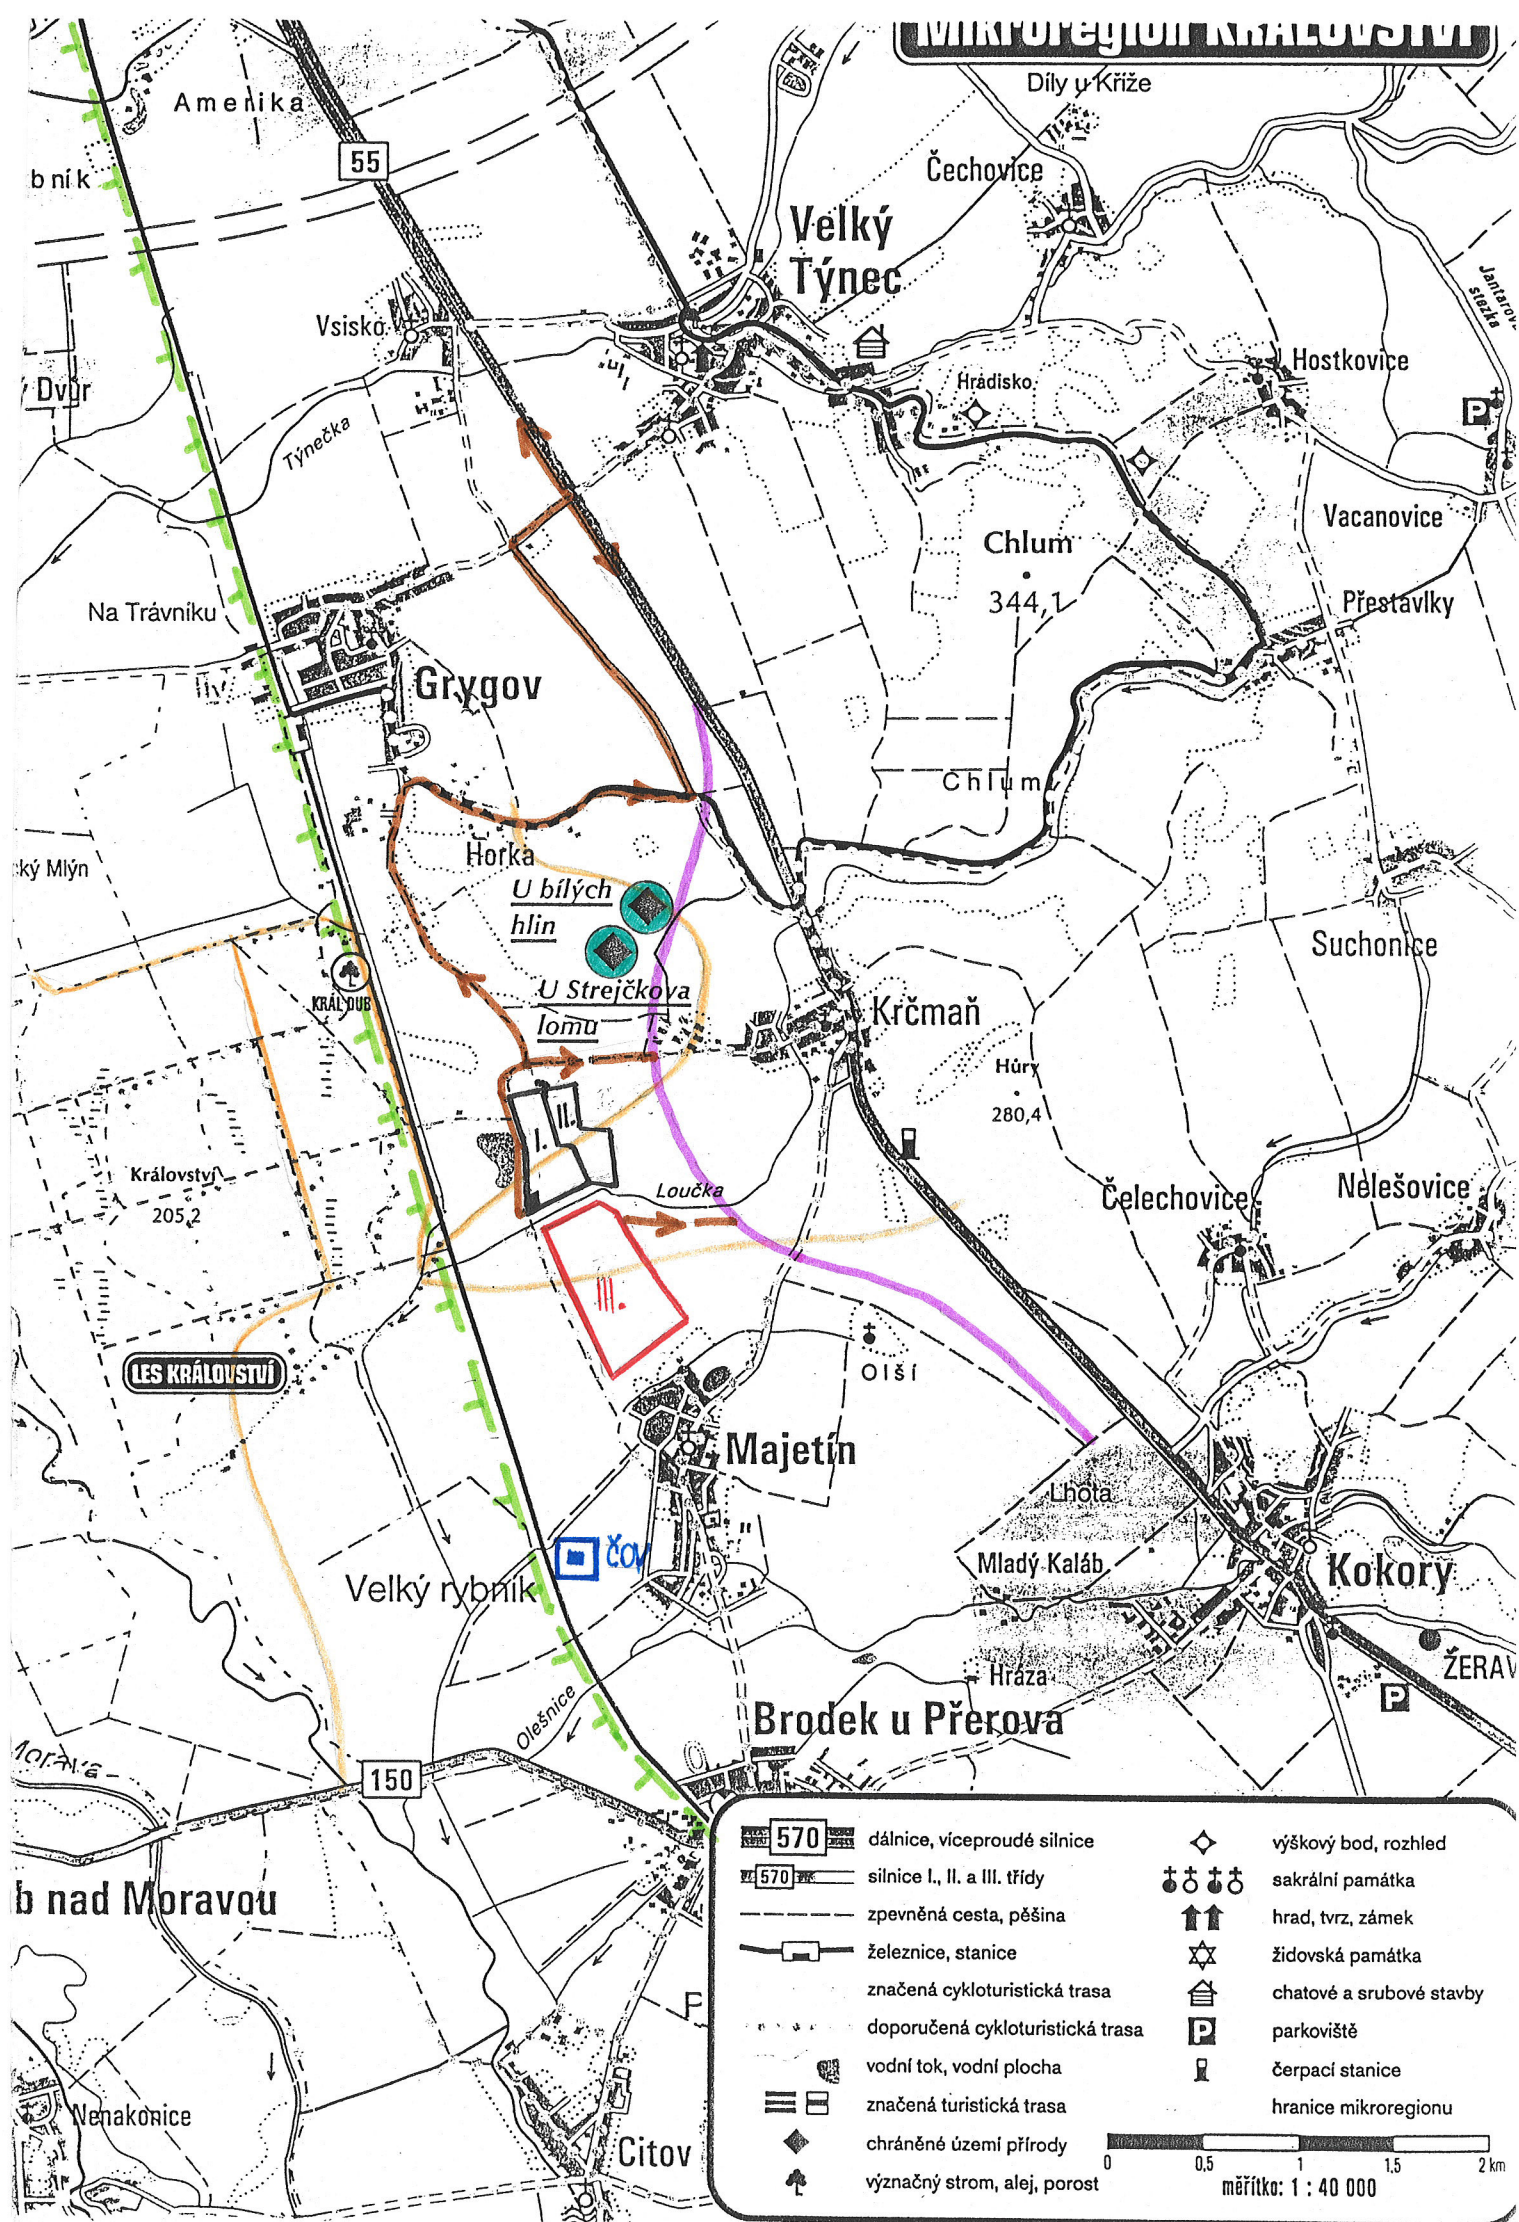 Mikroregion KRÁLOVSTVÍ
Díly u Kříže
Amerika
55
Čechovice
bník
Velký
Týnec
Jantarová
stezka
Vsisko
Hostkovice
ý Dvůr
Hradisko
P
Týnečka
Vacanovice
Chlum
344,1
Na Trávníku
Přestavlky
Grygov
Chlum
Horka
ký Mlýn
U bílých
hlin
Suchonice
U Strejčkova
lomu
KRÁL DUB
Krčmaň
Hůry
280,4
I.
II.
Království
205,2
Loučka
Čelechovice
Nelešovice
III.
LES KRÁLOVSTVÍ
Olší
Majetín
Lhota
ČOV
Mladý Kaláb
Velký rybník
Kokory
Hráza
ŽERAV
P
Olešnice
Brodek u Přerova
Morava
150
b nad Moravou
Nenakonice
Citov
570 dálnice, víceproudé silnice
570 silnice I., II. a III. třídy
zpevněná cesta, pěšina
železnice, stanice
značená cykloturistická trasa
doporučená cykloturistická trasa
vodní tok, vodní plocha
značená turistická trasa
chráněné území přírody
význačný strom, alej, porost
výškový bod, rozhled
sakrální památka
hrad, tvrz, zámek
židovská památka
chatové a srubové stavby
P parkoviště
čerpací stanice
hranice mikroregionu
0 0,5 1 1,5 2 km
měřítko: 1 : 40 000